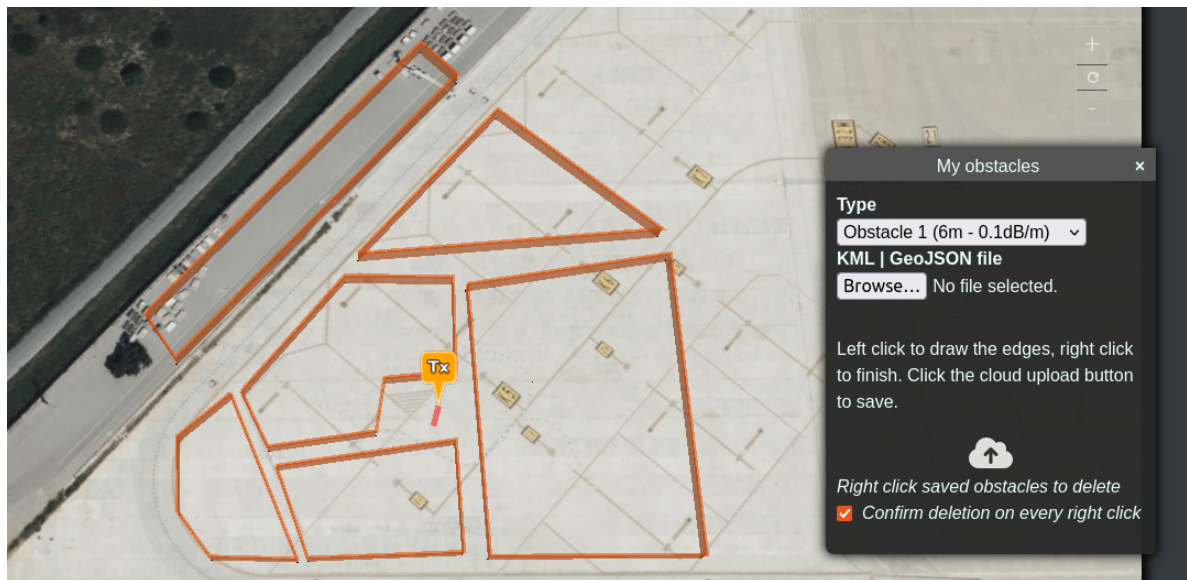 +
-
32M
My obstacles ×
Type
Obstacle 1 (6m - 0.1dB/m)
KML | GeoJSON file
Browse... No file selected.
Tx
Left click to draw the edges, right click
to finish. Click the cloud upload button
to save.
Right click saved obstacles to delete
Confirm deletion on every right click